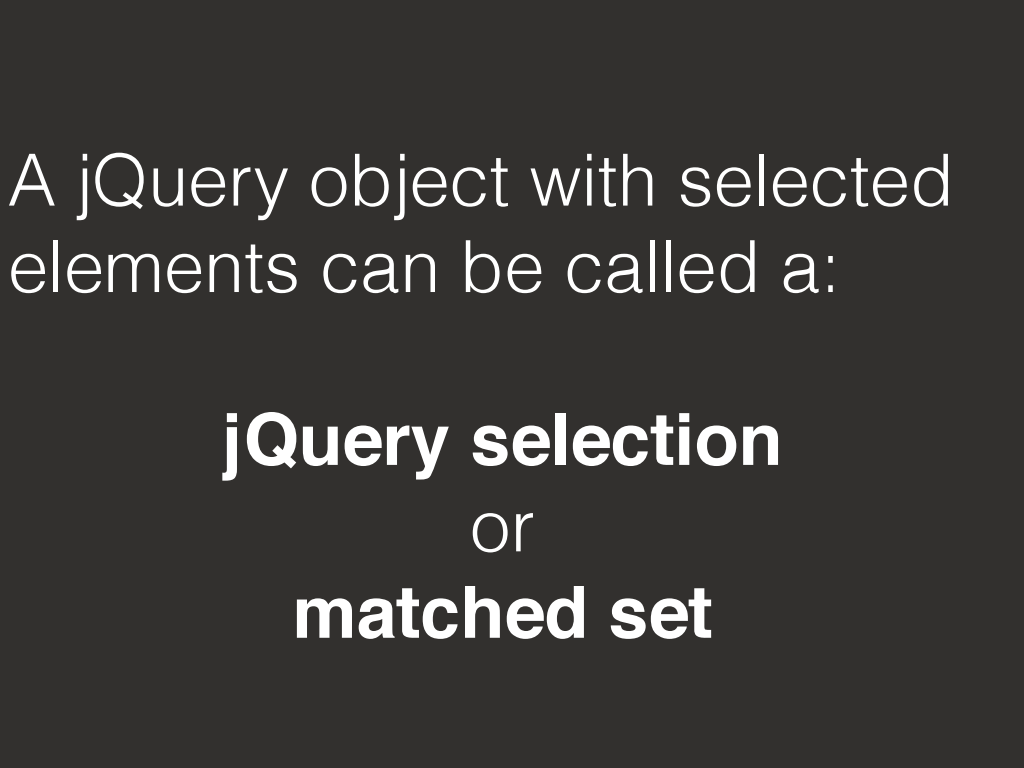 A jQuery object with selected
elements can be called a:
jQuery selection
or
matched set